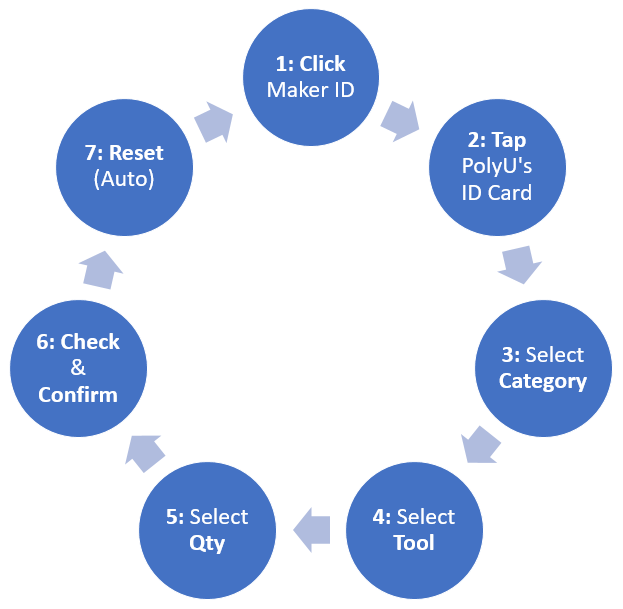 1: Click
Maker ID
2: Tap
PolyU's
ID Card
3: Select
Category
4: Select
Tool
5: Select
Qty
6: Check
&
Confirm
7: Reset
(Auto)